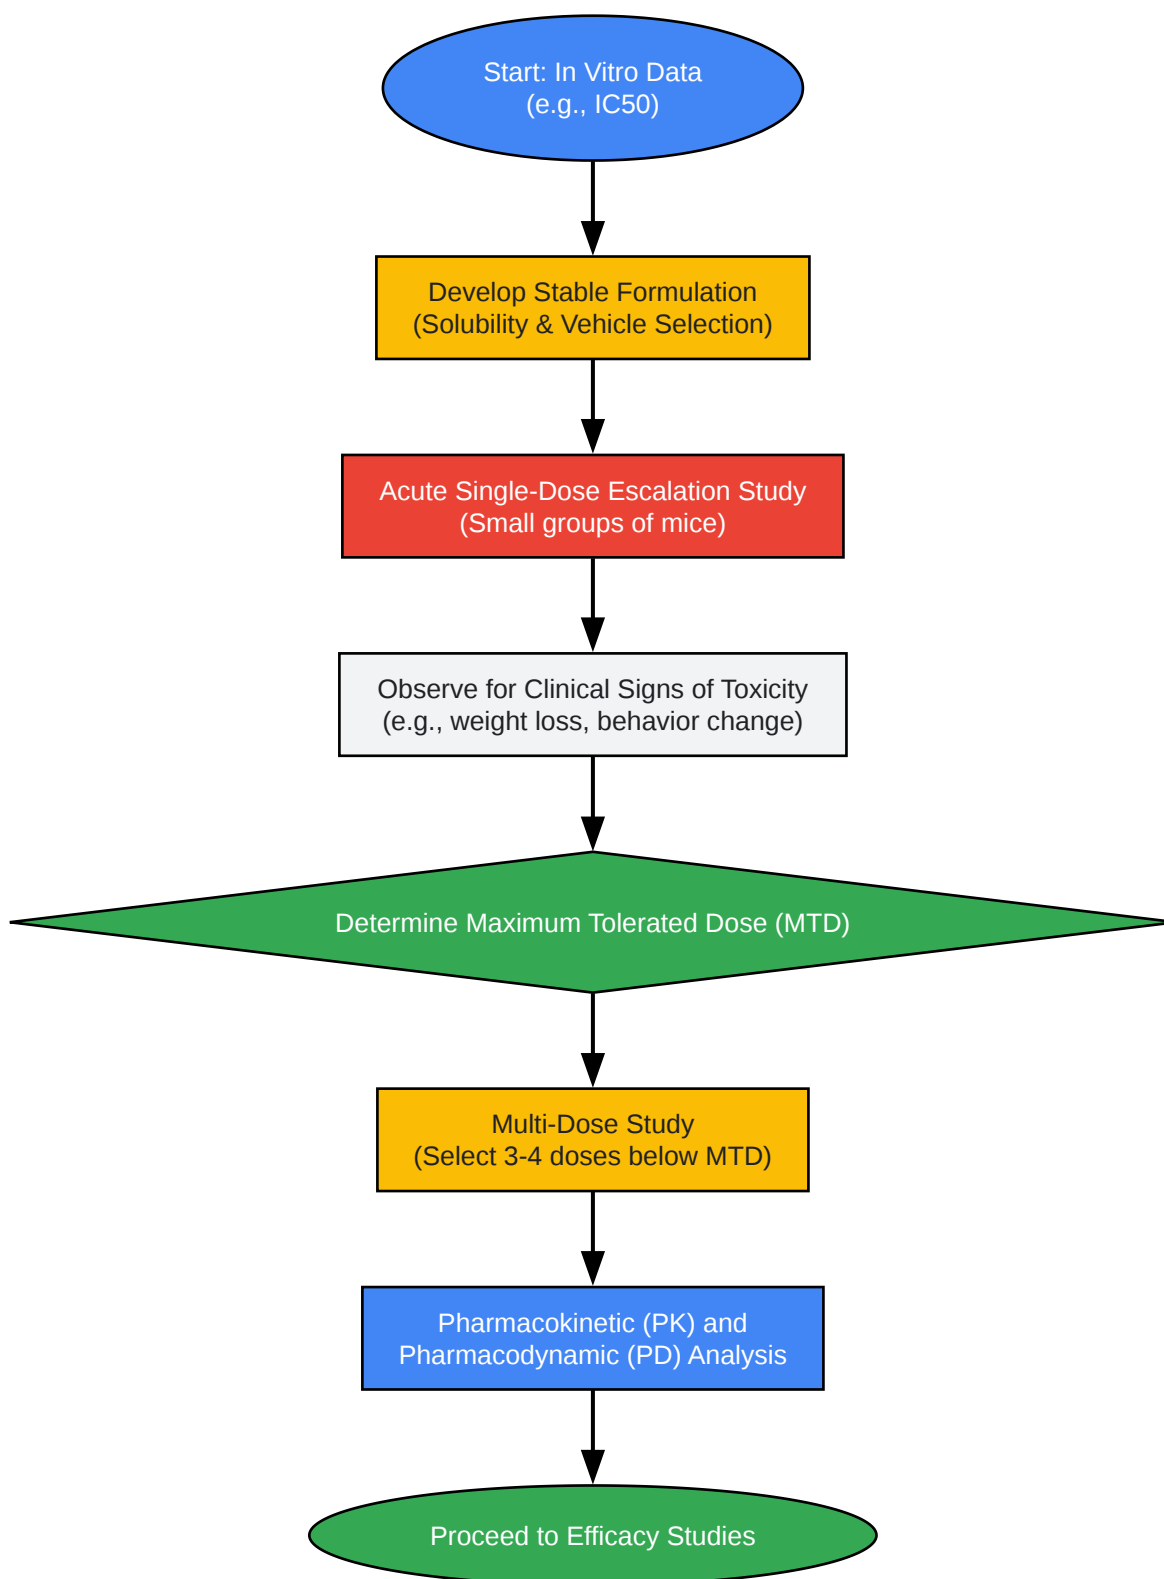 Start: In Vitro Data
(e.g., IC50)
Develop Stable Formulation
(Solubility & Vehicle Selection)
Acute Single-Dose Escalation Study
(Small groups of mice)
Observe for Clinical Signs of Toxicity
(e.g., weight loss, behavior change)
Determine Maximum Tolerated Dose (MTD)
Multi-Dose Study
(Select 3-4 doses below MTD)
Pharmacokinetic (PK) and
Pharmacodynamic (PD) Analysis
Proceed to Efficacy Studies